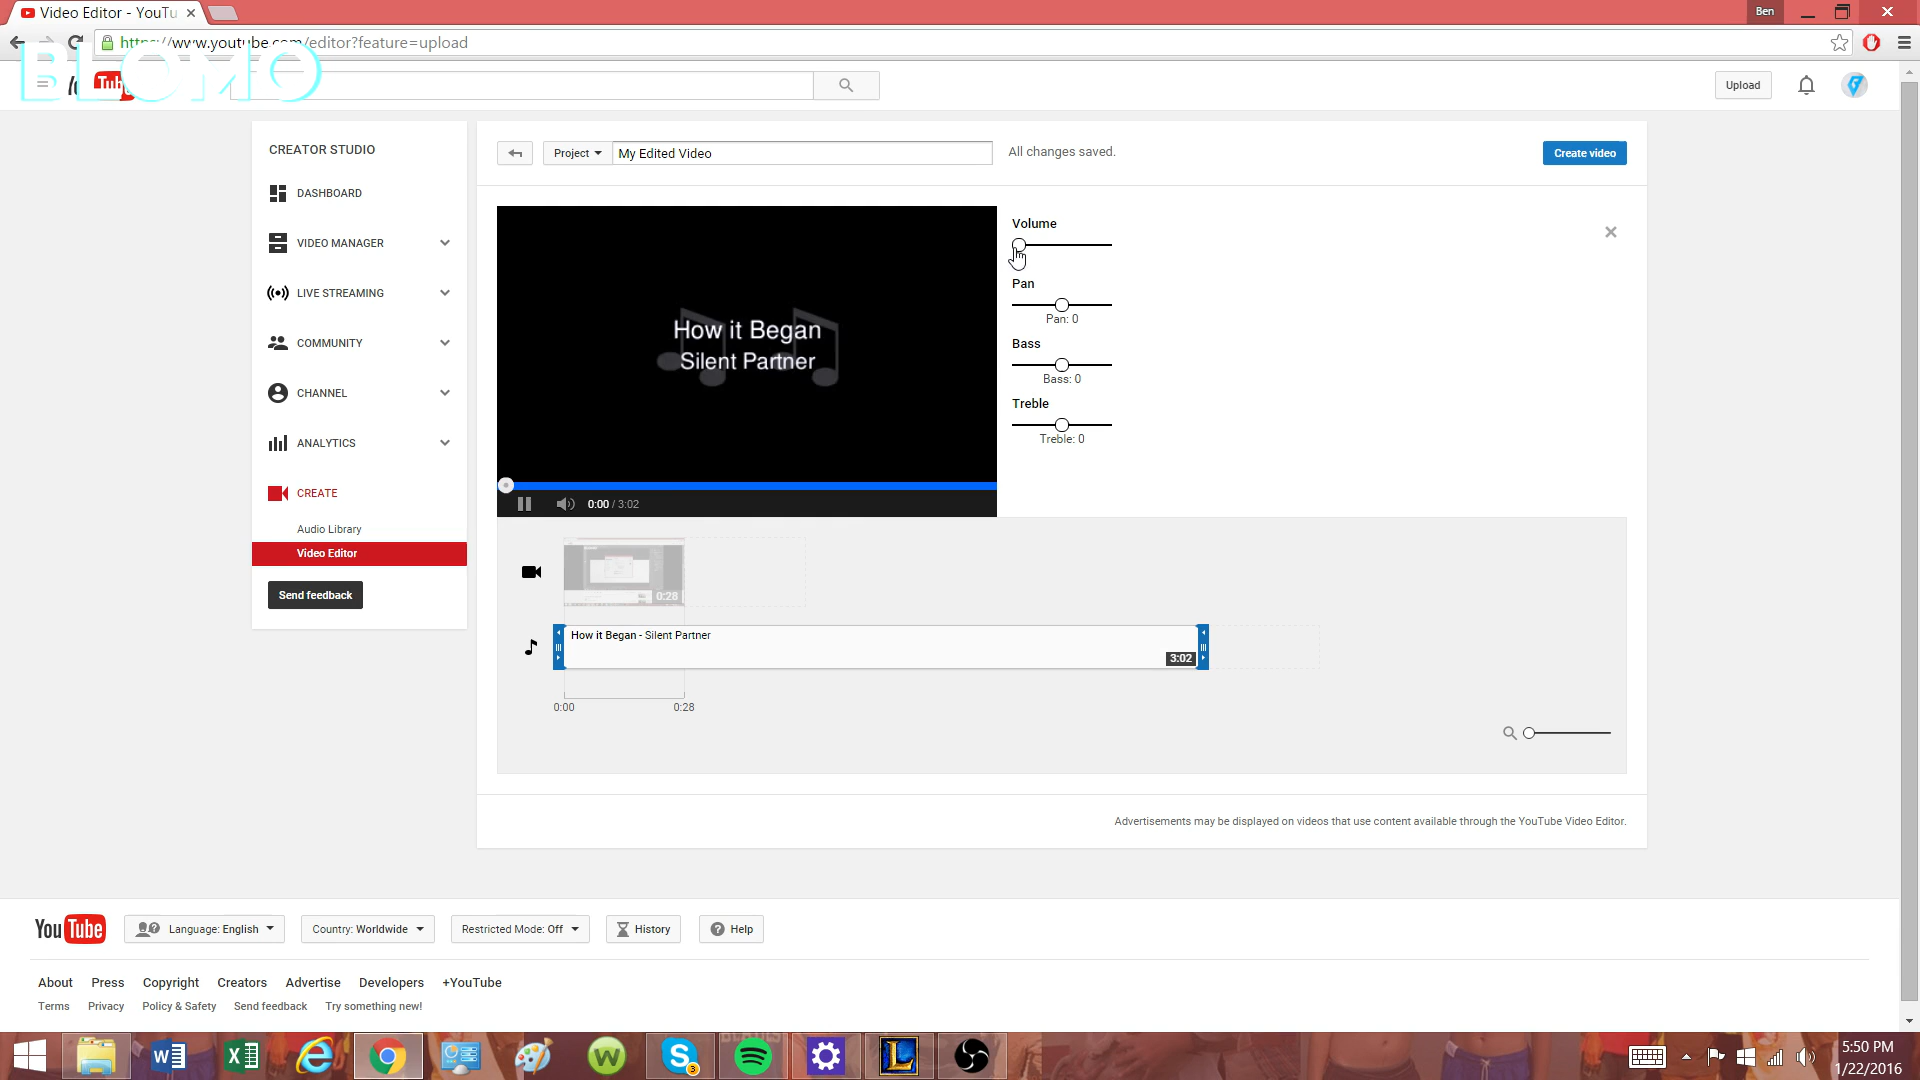 Video Editor - YouTu
Ben
https://www.youtube.com/editor?feature=upload
BLOMO
Tube
Upload
CREATOR STUDIO
DASHBOARD
VIDEO MANAGER
LIVE STREAMING
COMMUNITY
CHANNEL
ANALYTICS
CREATE
Audio Library
Video Editor
Send feedback
Project
My Edited Video
All changes saved.
Create video
How it Began
Silent Partner
0:00 / 3:02
Volume
Pan
Pan: 0
Bass
Bass: 0
Treble
Treble: 0
0:28
How it Began - Silent Partner
3:02
0:00
0:28
Advertisements may be displayed on videos that use content available through the YouTube Video Editor.
YouTube
Language: English
Country: Worldwide
Restricted Mode: Off
History
Help
About Press Copyright Creators Advertise Developers +YouTube
Terms Privacy Policy & Safety Send feedback Try something new!
3
5:50 PM
1/22/2016